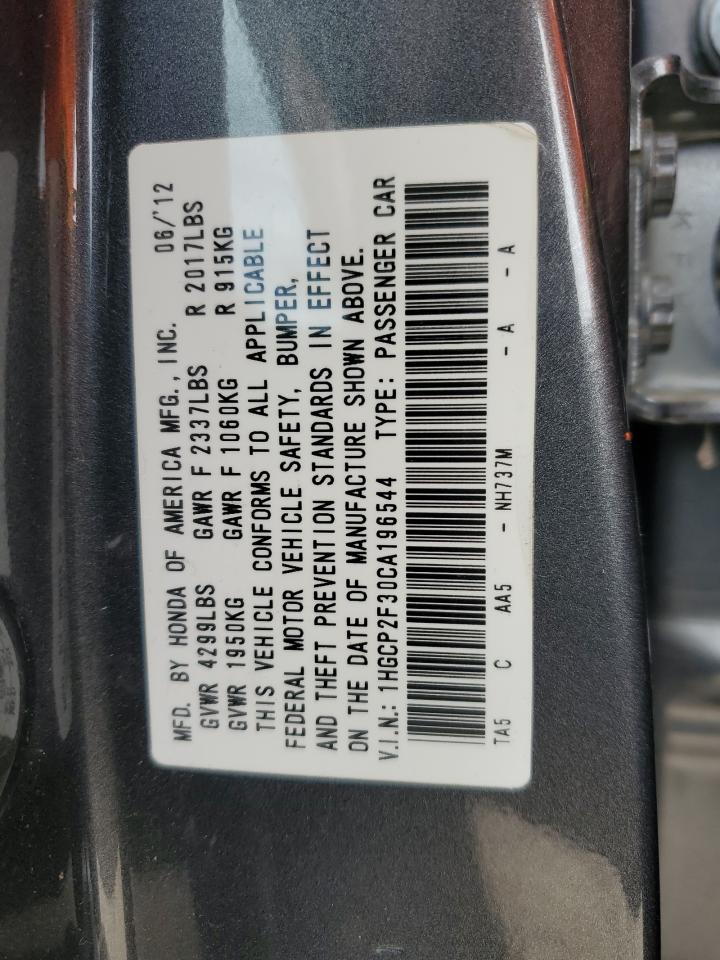 MFD. BY HONDA OF AMERICA MFG., INC. 06/'12
GVWR 4299LBS GAWR F 2337LBS R 2017LBS
GVWR 1950KG GAWR F 1060KG R 915KG
THIS VEHICLE CONFORMS TO ALL APPLICABLE
FEDERAL MOTOR VEHICLE SAFETY, BUMPER,
AND THEFT PREVENTION STANDARDS IN EFFECT
ON THE DATE OF MANUFACTURE SHOWN ABOVE.
V.I.N.: 1HGCP2F30CA196544 TYPE: PASSENGER CAR
TA5 C AA5 - NH737M - A - A